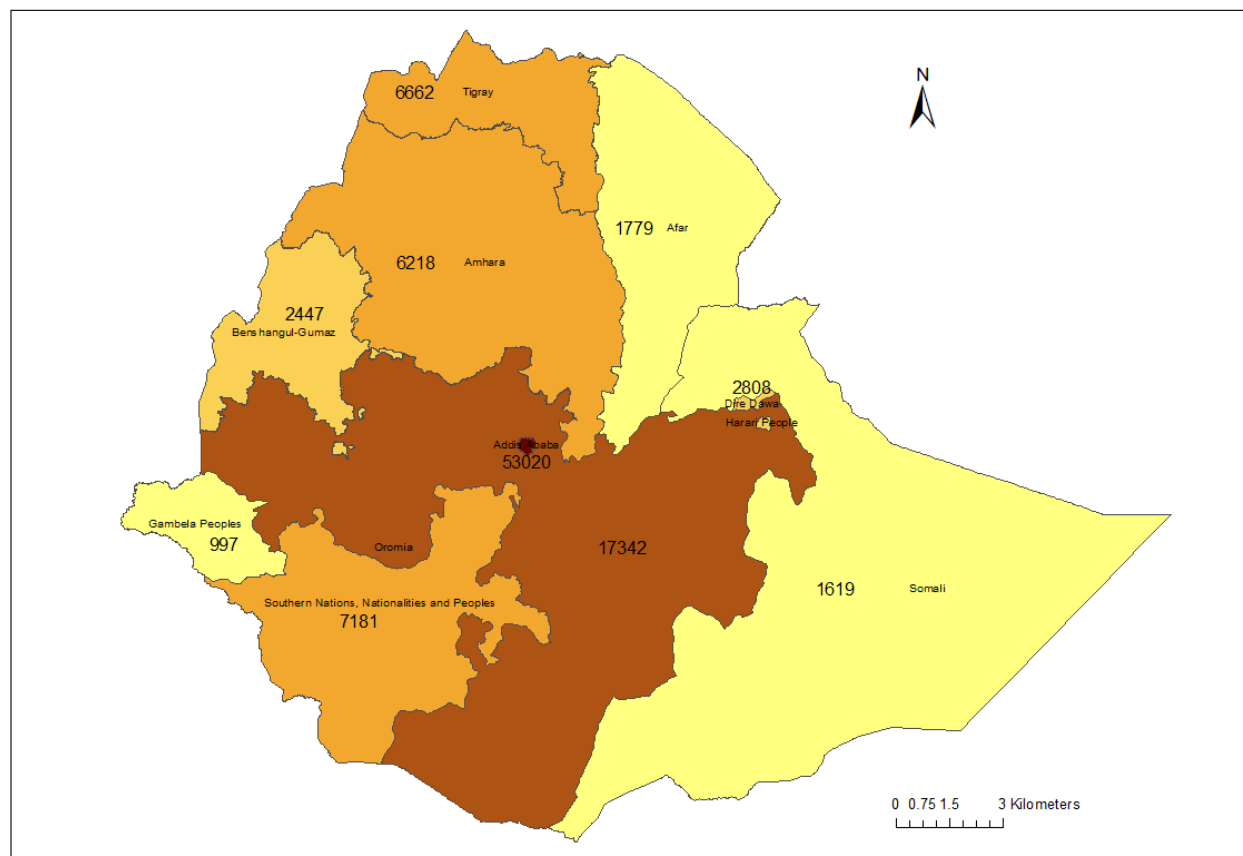 N
6662 Tigray
1779 Afar
6218 Amhara
2447
Benshangul-Gumaz
2808
Dire Dawa
Harari People
Addis Ababa
53020
Gambela Peoples
997
Oromia
17342
1619 Somali
Southern Nations, Nationalities and Peoples
7181
0 0.75 1.5 3 Kilometers